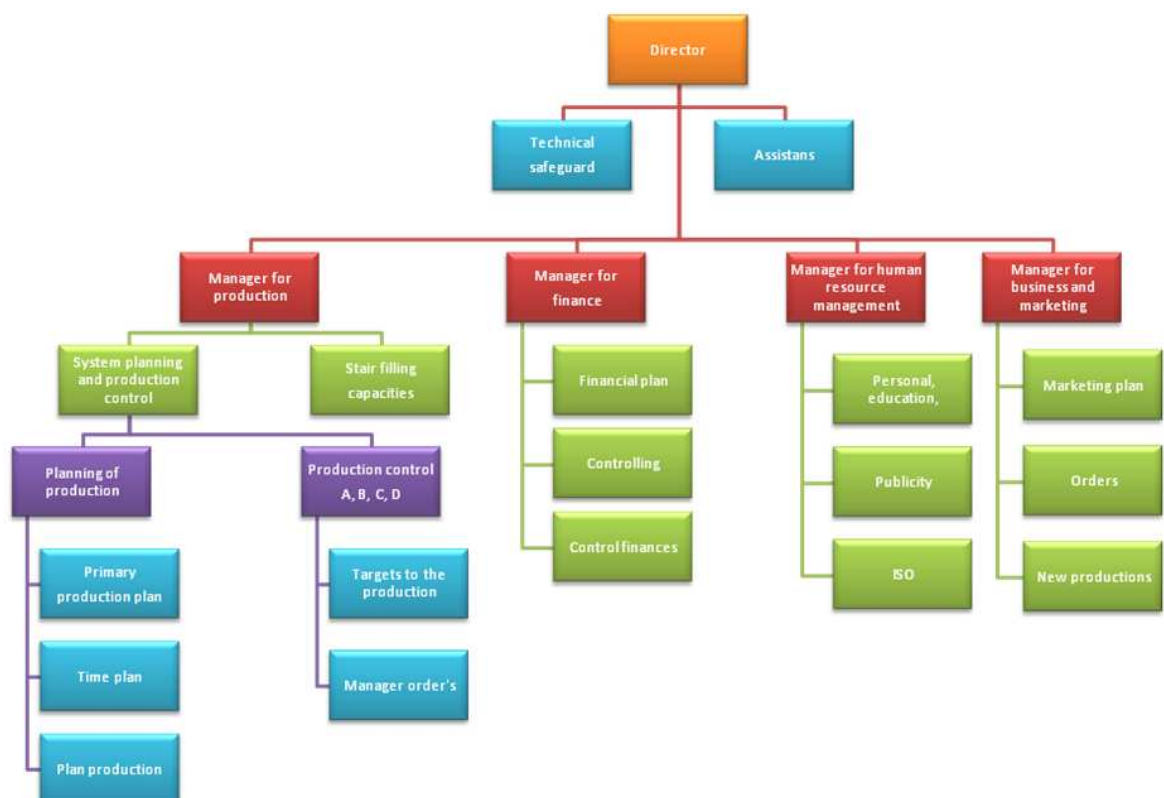 Director
Technical
safeguard
Assistans
Manager for
production
Manager for
finance
Manager for human
resource
management
Manager for
business and
marketing
System planning
and production
control
Stair filling
capacities
Financial plan
Personal,
education,
Marketing plan
Planning of
production
Production control
A, B, C, D
Controlling
Publicity
Orders
Primary
production plan
Targets to the
production
Control finances
ISO
New productions
Time plan
Manager order's
Plan production